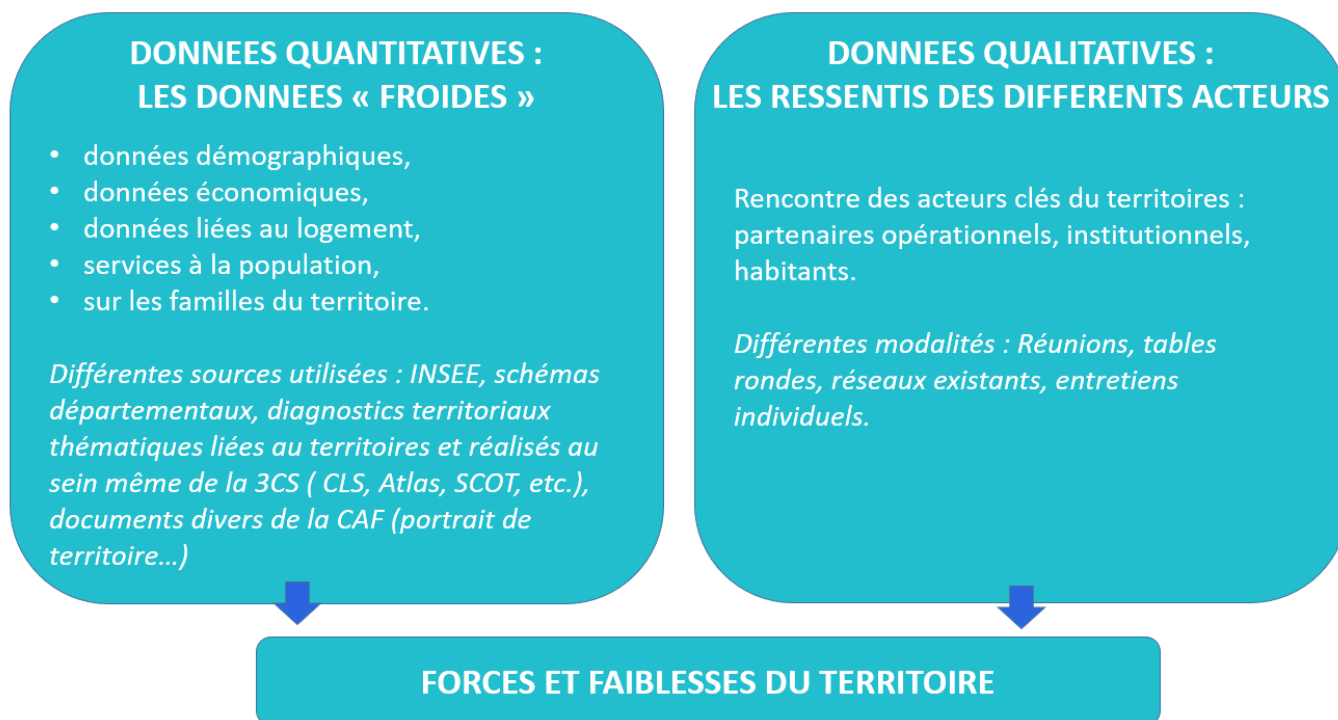 DONNEES QUANTITATIVES :
LES DONNEES « FROIDES »
• données démographiques,
• données économiques,
• données liées au logement,
• services à la population,
• sur les familles du territoire.
Différentes sources utilisées : INSEE, schémas
départementaux, diagnostics territoriaux
thématiques liées au territoires et réalisés au
sein même de la 3CS ( CLS, Atlas, SCOT, etc.),
documents divers de la CAF (portrait de
territoire…)
DONNEES QUALITATIVES :
LES RESSENTIS DES DIFFERENTS ACTEURS
Rencontre des acteurs clés du territoires :
partenaires opérationnels, institutionnels,
habitants.
Différentes modalités : Réunions, tables
rondes, réseaux existants, entretiens
individuels.
FORCES ET FAIBLESSES DU TERRITOIRE